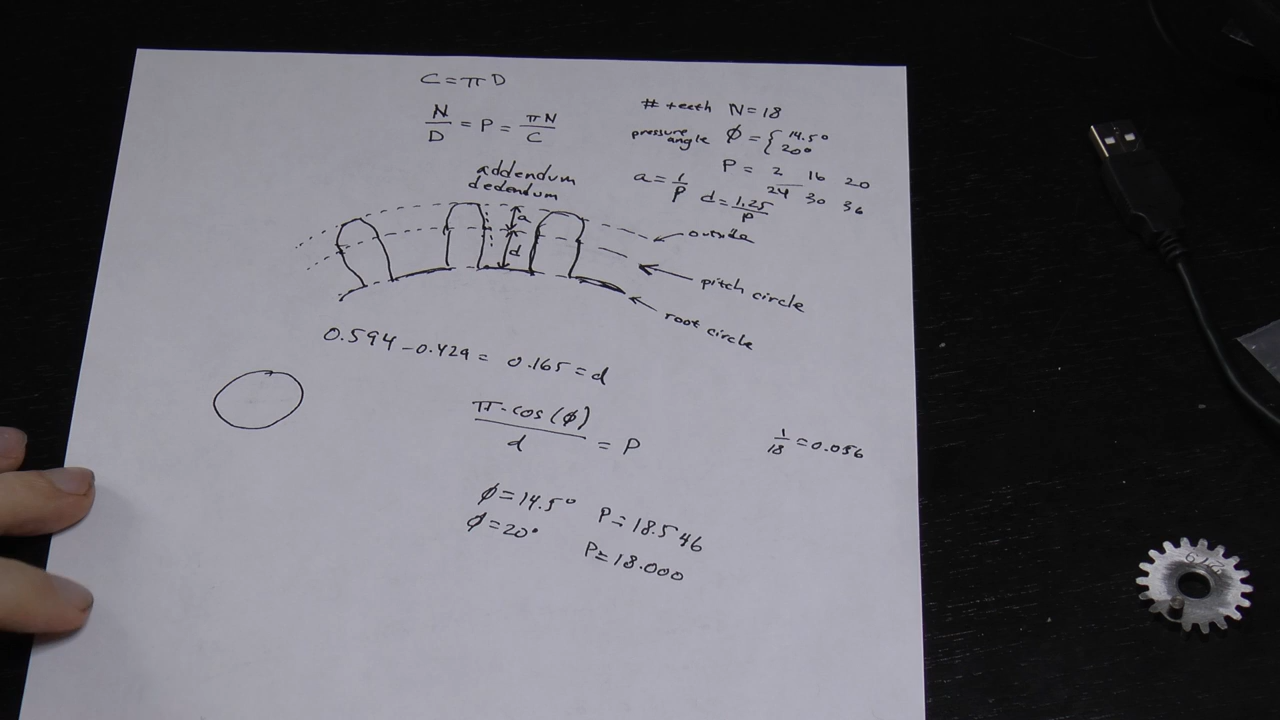 C = π D
N/D = P = πN/C
# teeth N = 18
pressure angle ϕ = { 14.5° 20°
P = 2 16 20
24 30 36
a = 1/P d = 1.25/P
addendum
dedendum
a
d
outside
pitch circle
root circle
0.594 - 0.429 = 0.165 = d
π · cos(ϕ)/d = P
1/18 = 0.056
ϕ = 14.5° P = 18.546
ϕ = 20° P = 18.000